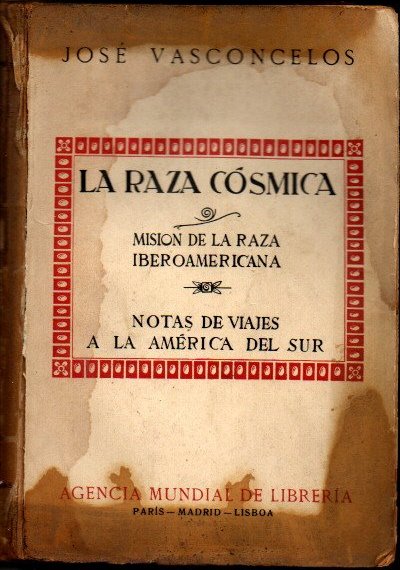 JOSÉ VASCONCELOS
LA RAZA CÓSMICA
MISION DE LA RAZA
IBEROAMERICANA
NOTAS DE VIAJES
A LA AMÉRICA DEL SUR
AGENCIA MUNDIAL DE LIBRERÍA
PARÍS—MADRID—LISBOA